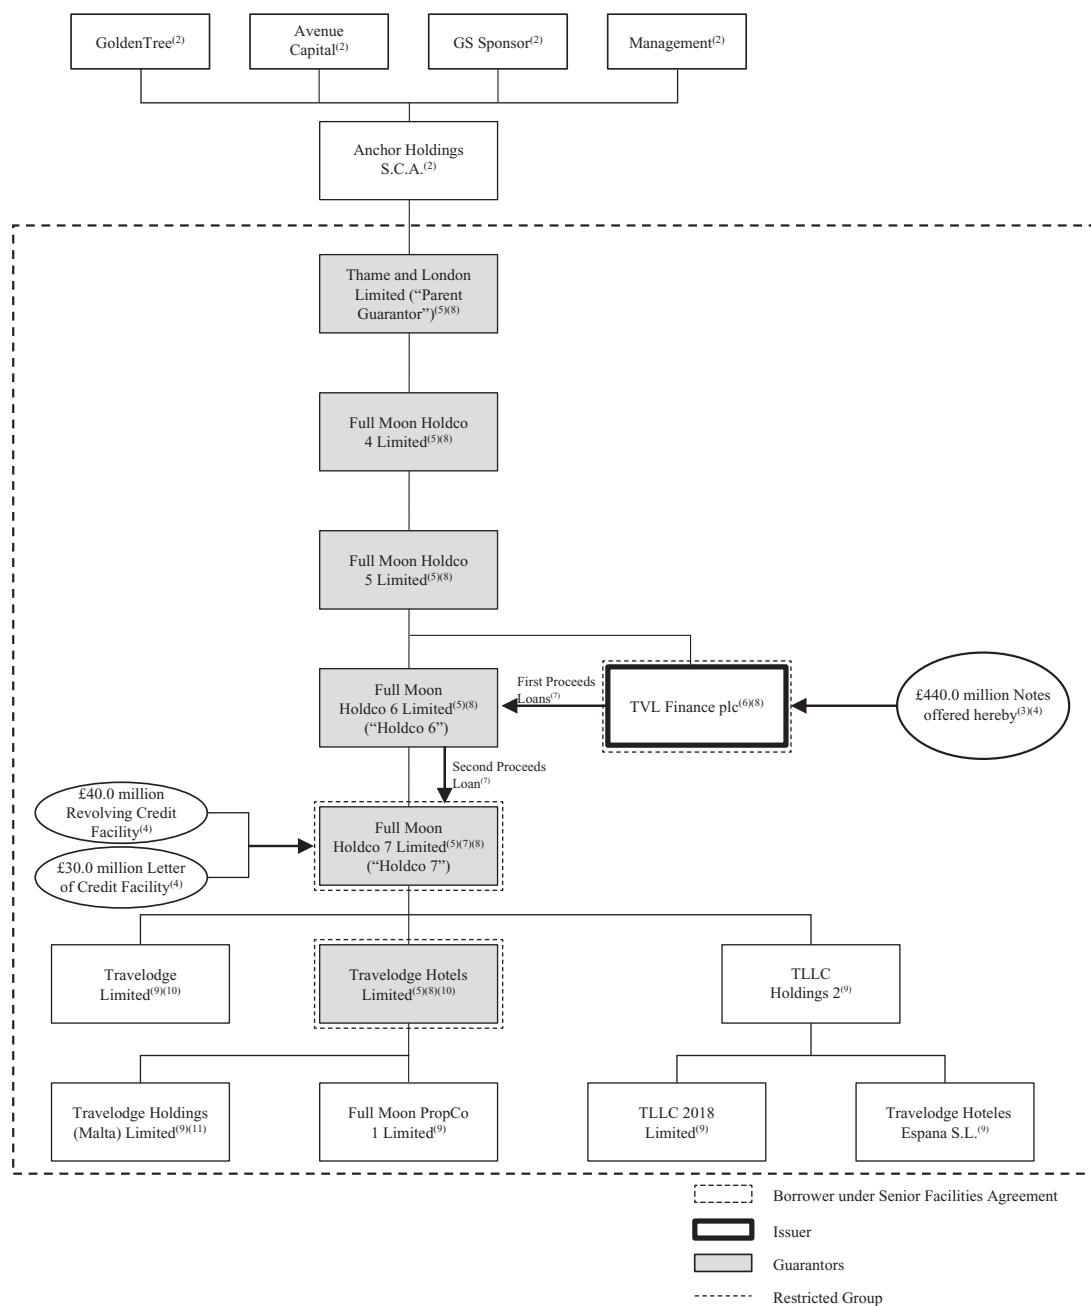 GoldenTree(2)
Avenue
Capital(2)
GS Sponsor(2)
Management(2)
Anchor Holdings
S.C.A.(2)
Thame and London
Limited (“Parent
Guarantor”)(5)(8)
Full Moon Holdco
4 Limited(5)(8)
Full Moon Holdco
5 Limited(5)(8)
Full Moon
Holdco 6 Limited(5)(8)
(“Holdco 6”)
First Proceeds
Loans(7)
TVL Finance plc(6)(8)
£440.0 million Notes
offered hereby(3)(4)
Second Proceeds
Loan(7)
£40.0 million
Revolving Credit
Facility(4)
£30.0 million Letter
of Credit Facility(4)
Full Moon
Holdco 7 Limited(5)(7)(8)
(“Holdco 7”)
Travelodge
Limited(9)(10)
Travelodge Hotels
Limited(5)(8)(10)
TLLC
Holdings 2(9)
Travelodge Holdings
(Malta) Limited(9)(11)
Full Moon PropCo
1 Limited(9)
TLLC 2018
Limited(9)
Travelodge Hoteles
Espana S.L.(9)
Borrower under Senior Facilities Agreement
Issuer
Guarantors
Restricted Group